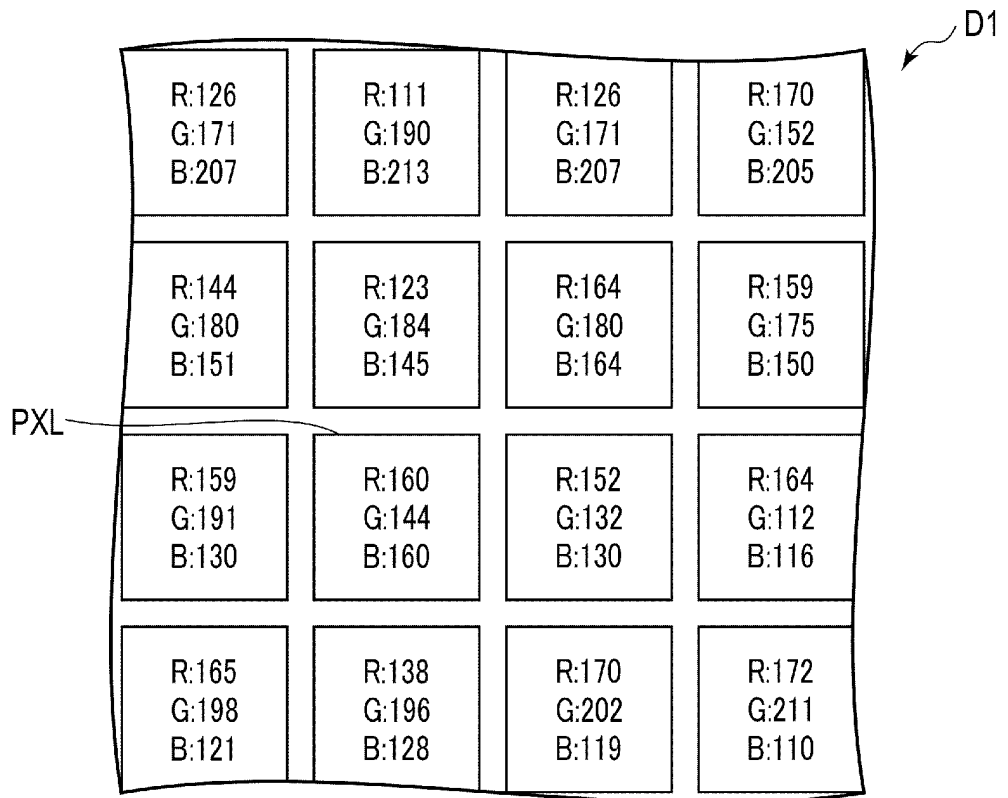 D1
R:126
G:171
B:207
R:111
G:190
B:213
R:126
G:171
B:207
R:170
G:152
B:205
R:144
G:180
B:151
R:123
G:184
B:145
R:164
G:180
B:164
R:159
G:175
B:150
PXL
R:159
G:191
B:130
R:160
G:144
B:160
R:152
G:132
B:130
R:164
G:112
B:116
R:165
G:198
B:121
R:138
G:196
B:128
R:170
G:202
B:119
R:172
G:211
B:110